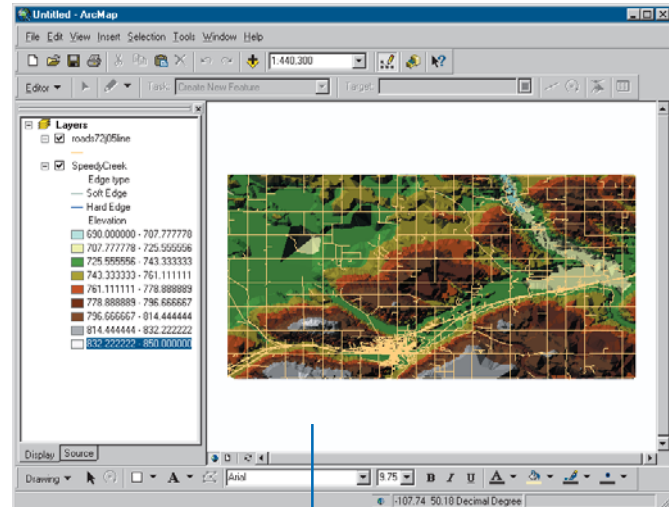 Untitled - ArcMap
File Edit View Insert Selection Tools Window Help
1:440,300
Editor Task: Create New Feature Target:
Layers
roads72j05line
SpeedyCreek
Edge type
Soft Edge
Hard Edge
Elevation
690.000000 - 707.777778
707.777778 - 725.555556
725.555556 - 743.333333
743.333333 - 761.111111
761.111111 - 778.888889
778.888889 - 796.666667
796.666667 - 814.444444
814.444444 - 832.222222
832.222222 - 850.000000
Display Source
Drawing A Arial 9.75 B I U A
-107.74 50.18 Decimal Degree